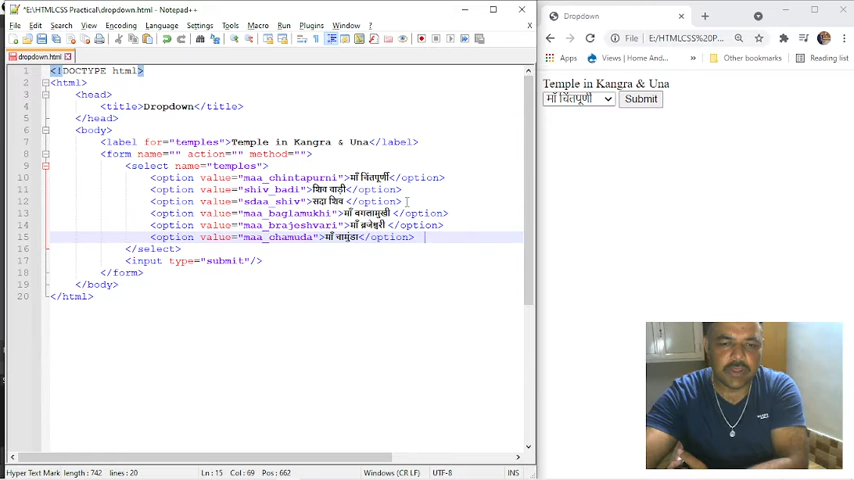 *E:\HTMLCSS Practical\dropdown.html - Notepad++
File Edit Search View Encoding Language Settings Tools Macro Run Plugins Window ?
dropdown.html
1 <!DOCTYPE html>
2 <html>
3 <head>
4 <title>Dropdown</title>
5 </head>
6 <body>
7 <label for="temples">Temple in Kangra & Una</label>
8 <form name="" action="" method="">
9 <select name="temples">
10 <option value="maa_chintapurni">माँ चिंतपूर्णी</option>
11 <option value="shiv_badi">शिव वाड़ी</option>
12 <option value="sdaa_shiv">सदा शिव </option>
13 <option value="maa_baglamukhi">माँ बगलामुखी </option>
14 <option value="maa_brajeshvari">माँ ब्रजेश्वरी </option>
15 <option value="maa_chamuda">माँ चामुंडा</option>
16 </select>
17 <input type="submit"/>
18 </form>
19 </body>
20 </html>
Hyper Text Mark length : 742 lines : 20 Ln : 15 Col : 69 Pos : 662 Windows (CR LF) UTF-8 INS
Dropdown
File E:/HTMLCSS%20P...
Apps Views | Home And... Other bookmarks Reading list
Temple in Kangra & Una
माँ चिंतपूर्णी Submit